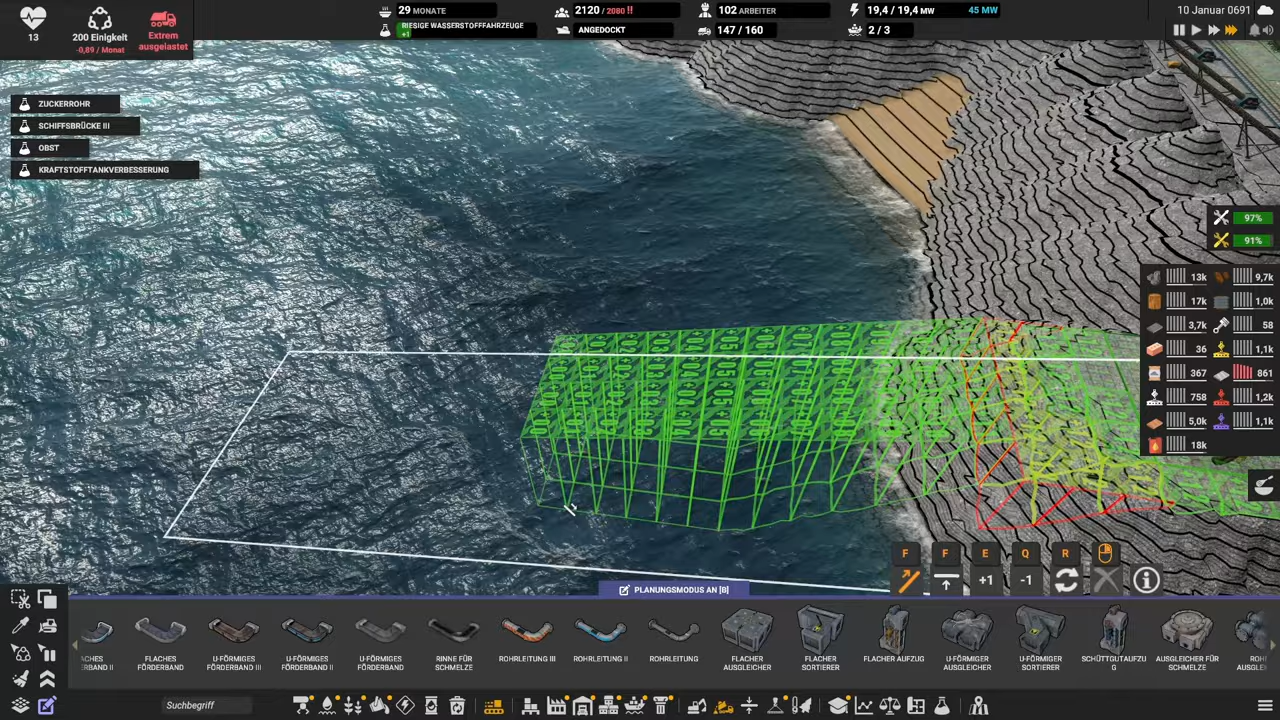 29 MONATE
2120 / 2080 !!
102 ARBEITER
19,4 / 19,4 MW
45 MW
10 Januar 0691
RIESIGE WASSERSTOFFFAHRZEUGE
+1
ANGEDOCKT
147 / 160
2 / 3
13
200 Einigkeit
-0,89 / Monat
Extrem
ausgelastet
ZUCKERROHR
SCHIFFSBRÜCKE III
OBST
KRAFTSTOFFTANKVERBESSERUNG
97%
91%
13k
9,7k
17k
1,0k
3,7k
58
36
1,1k
367
861
758
1,2k
5,0k
1,1k
18k
F
F
E
Q
R
+1
-1
PLANUNGSMODUS AN [B]
FLACHES
FÖRDERBAND
U-FÖRMIGES
FÖRDERBAND III
U-FÖRMIGES
FÖRDERBAND II
U-FÖRMIGES
FÖRDERBAND
RINNE FÜR
SCHMELZE
ROHRLEITUNG III
ROHRLEITUNG II
ROHRLEITUNG
FLACHER
AUSGLEICHER
FLACHER
SORTIERER
FLACHER AUFZUG
U-FÖRMIGER
AUSGLEICHER
U-FÖRMIGER
SORTIERER
SCHÜTTGUTAUFZU
G
AUSGLEICHER FÜR
SCHMELZE
Suchbegriff